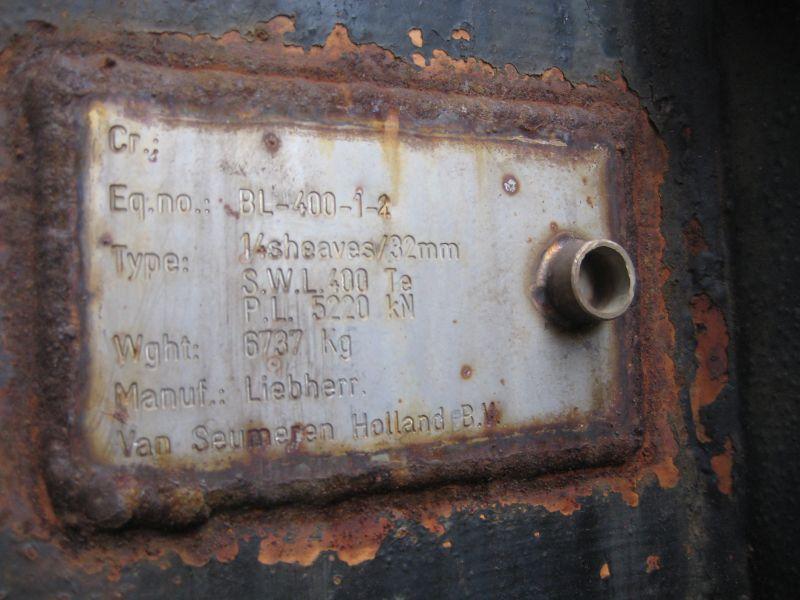 Cr.:
Eq.no.: BL-400-1-2
Type: 14sheaves/32mm
S.W.L. 400 Te
P.L. 5220 kN
Wght: 6737 Kg
Manuf.: Liebherr.
Van Seumeren Holland B.V.